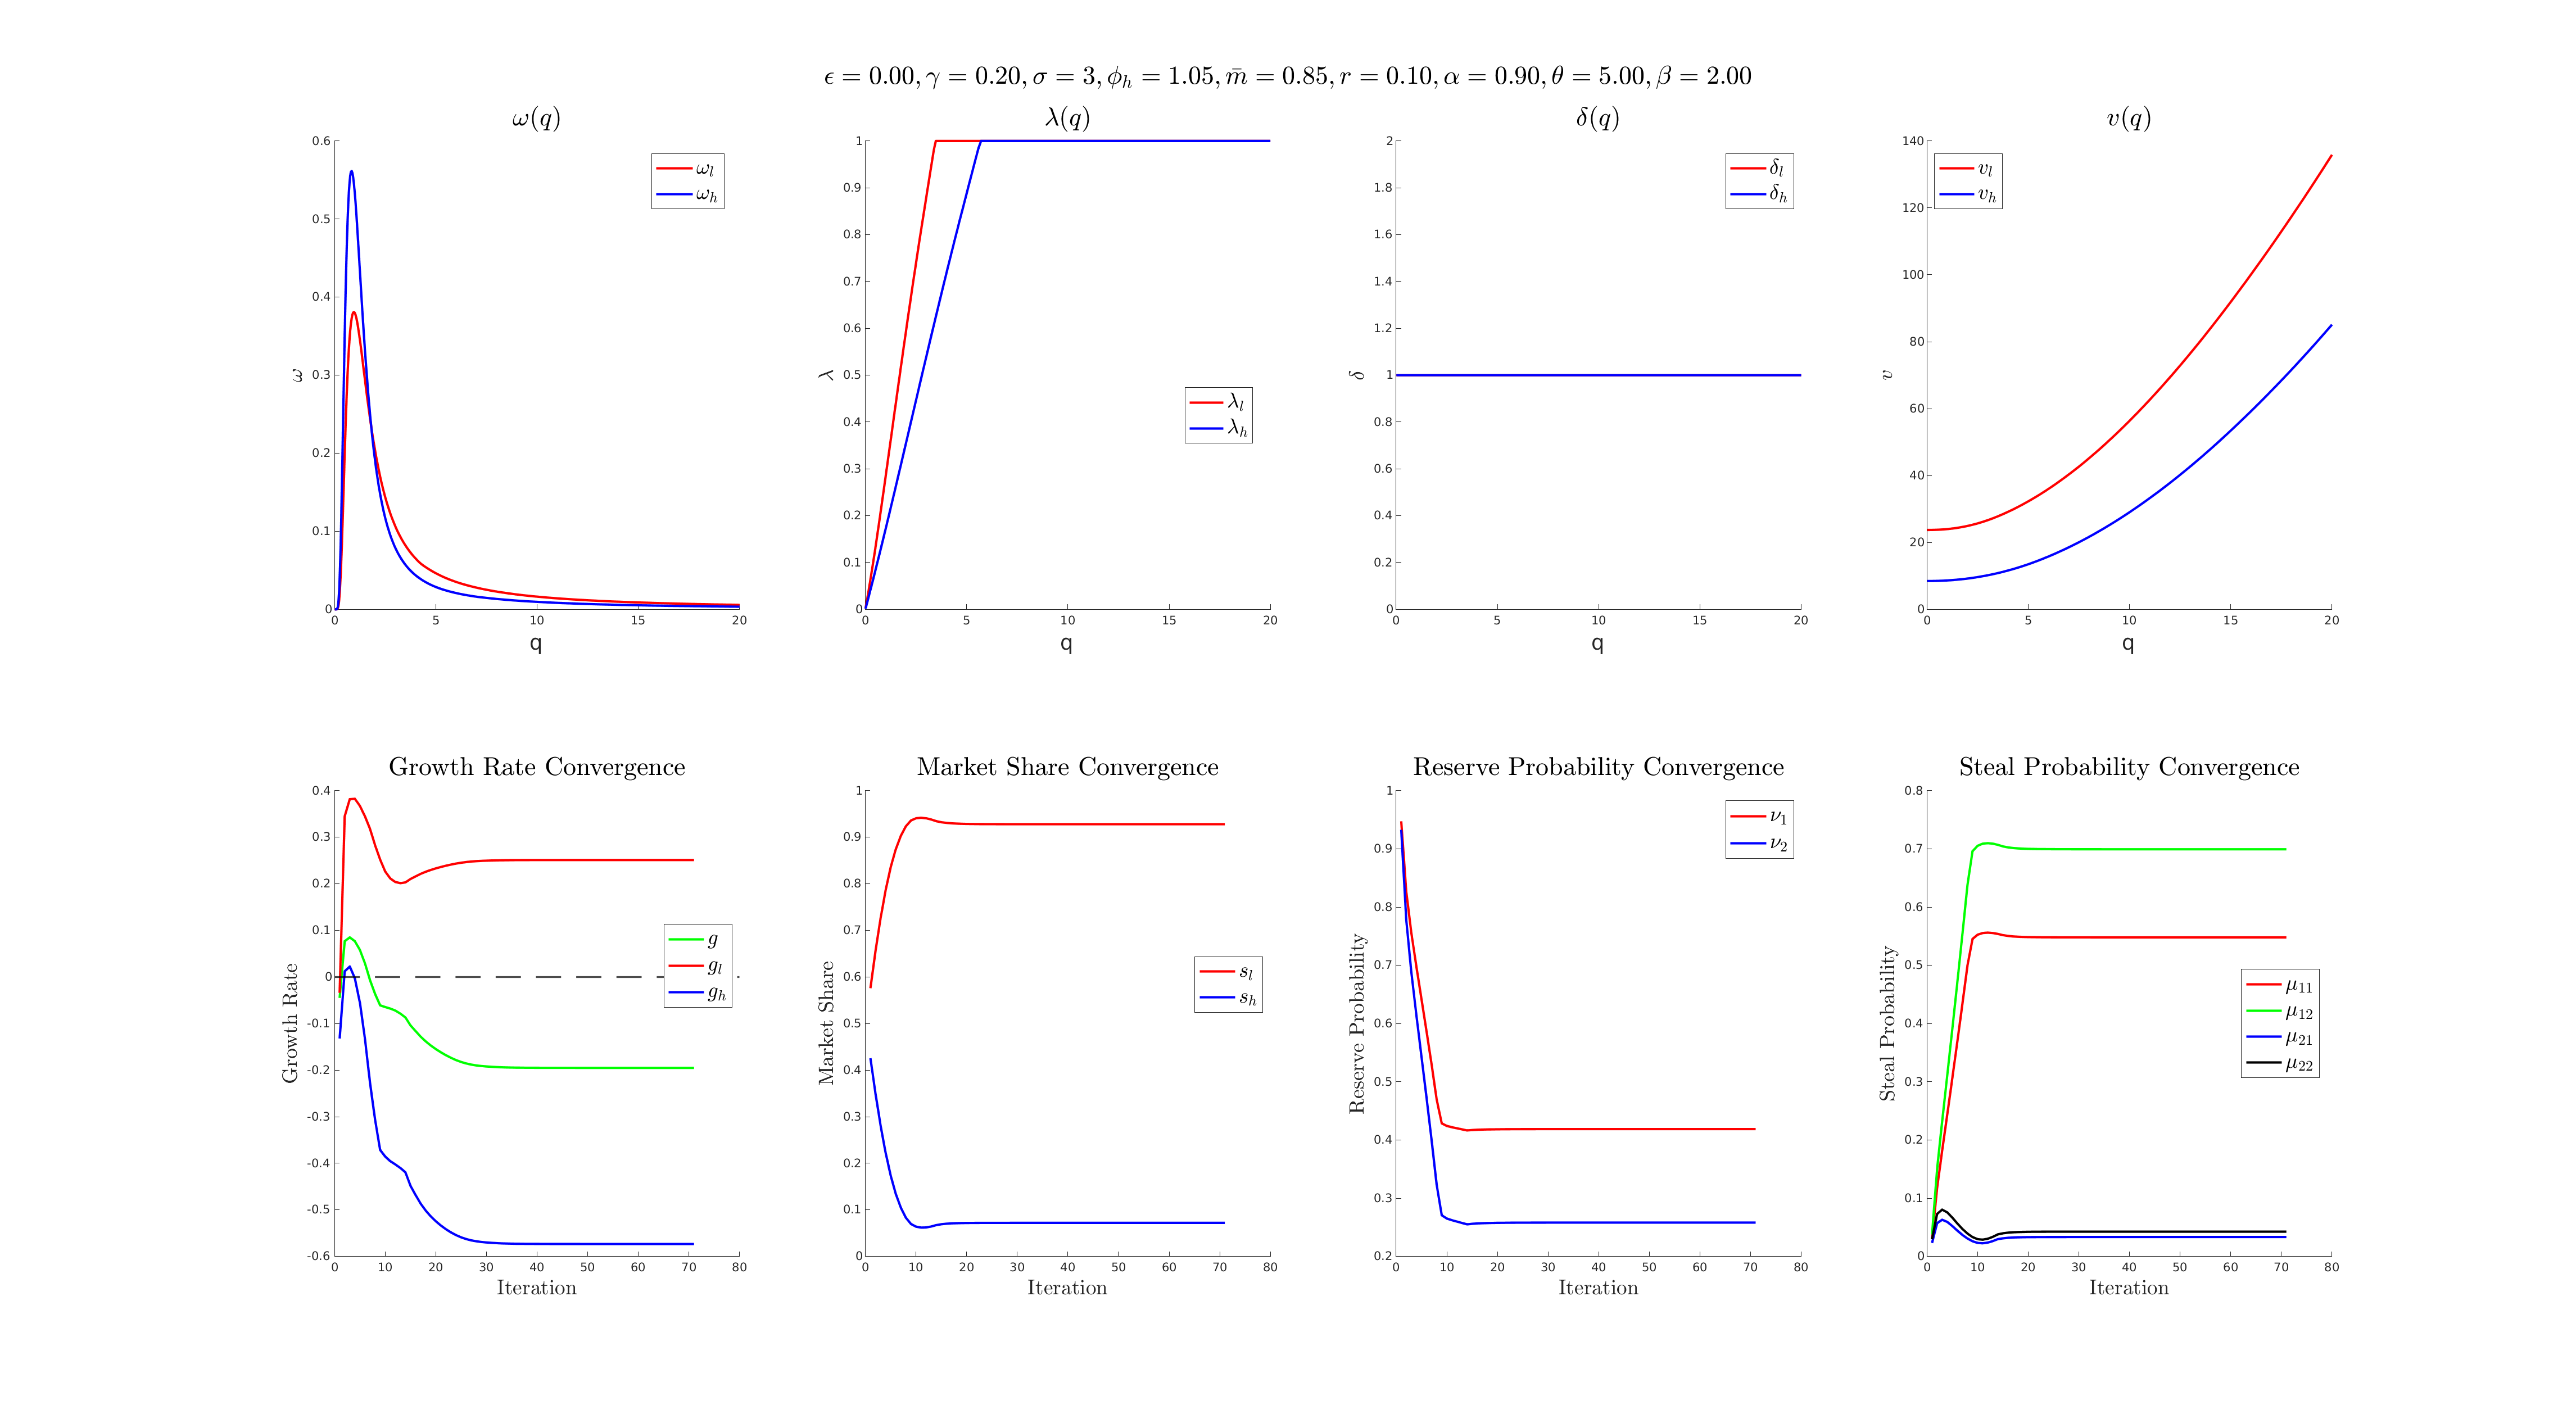 ϵ = 0.00, γ = 0.20, σ = 3, ϕ_h = 1.05, m̄ = 0.85, r = 0.10, α = 0.90, θ = 5.00, β = 2.00
ω(q)
0.6
0.5
0.4
0.3
0.2
0.1
0
0 5 10 15 20
ω
q
ω_l
ω_h
λ(q)
1
0.9
0.8
0.7
0.6
0.5
0.4
0.3
0.2
0.1
0
0 5 10 15 20
λ
q
λ_l
λ_h
δ(q)
2
1.8
1.6
1.4
1.2
1
0.8
0.6
0.4
0.2
0
0 5 10 15 20
δ
q
δ_l
δ_h
v(q)
140
120
100
80
60
40
20
0
0 5 10 15 20
v
q
v_l
v_h
Growth Rate Convergence
0.4
0.3
0.2
0.1
0
-0.1
-0.2
-0.3
-0.4
-0.5
-0.6
0 10 20 30 40 50 60 70 80
Growth Rate
Iteration
g
g_l
g_h
Market Share Convergence
1
0.9
0.8
0.7
0.6
0.5
0.4
0.3
0.2
0.1
0
0 10 20 30 40 50 60 70 80
Market Share
Iteration
s_l
s_h
Reserve Probability Convergence
1
0.9
0.8
0.7
0.6
0.5
0.4
0.3
0.2
0 10 20 30 40 50 60 70 80
Reserve Probability
Iteration
ν_1
ν_2
Steal Probability Convergence
0.8
0.7
0.6
0.5
0.4
0.3
0.2
0.1
0
0 10 20 30 40 50 60 70 80
Steal Probability
Iteration
μ_11
μ_12
μ_21
μ_22